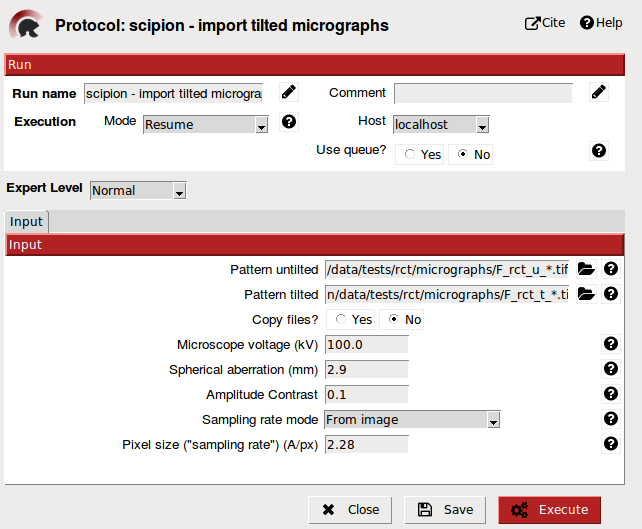 Protocol: scipion - import tilted micrographs Cite Help
Run
Run name scipion - import tilted microgra Comment
Execution Mode Resume Host localhost
Use queue? Yes No
Expert Level Normal
Input
Input
Pattern untilted /data/tests/rct/micrographs/F_rct_u_*.tif
Pattern tilted n/data/tests/rct/micrographs/F_rct_t_*.ti
Copy files? Yes No
Microscope voltage (kV) 100.0
Spherical aberration (mm) 2.9
Amplitude Contrast 0.1
Sampling rate mode From image
Pixel size ("sampling rate") (A/px) 2.28
Close Save Execute